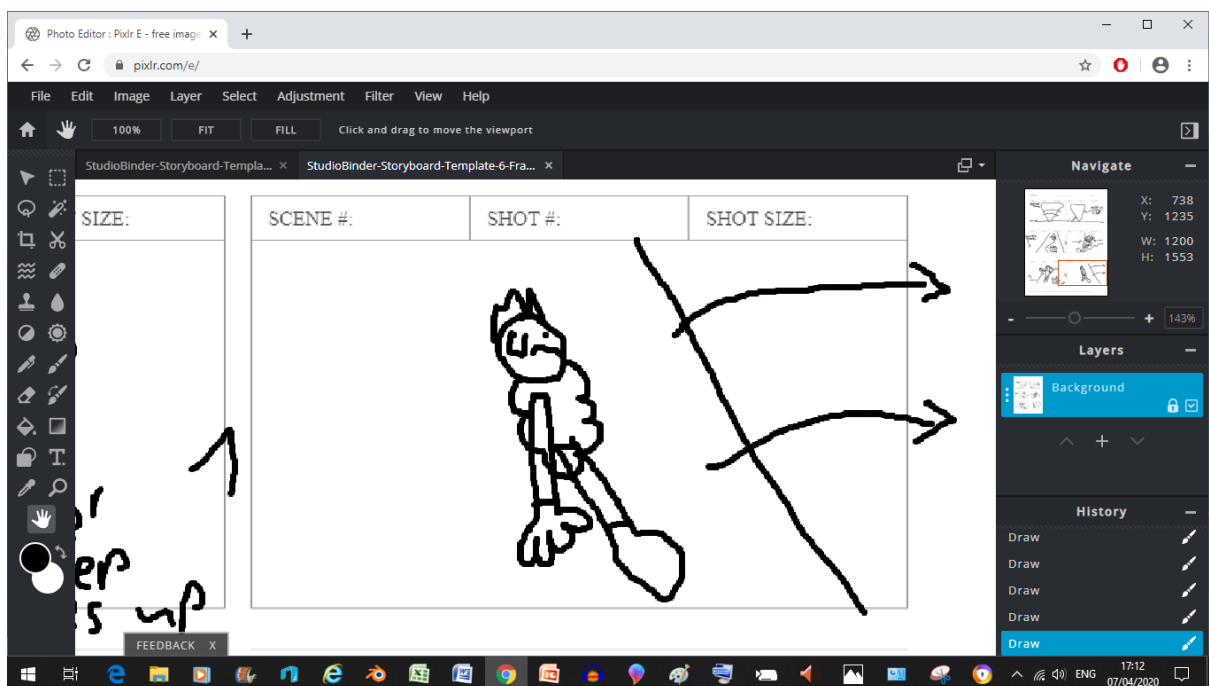 Photo Editor : Pixlr E - free image
pixlr.com/e/
File Edit Image Layer Select Adjustment Filter View Help
100% FIT FILL Click and drag to move the viewport
StudioBinder-Storyboard-Templa... × StudioBinder-Storyboard-Template-6-Fra... ×
Navigate
X: 738
Y: 1235
W: 1200
H: 1553
143%
SIZE:
SCENE #: SHOT #: SHOT SIZE:
Layers
Background
up
History
Draw
Draw
Draw
Draw
Draw
FEEDBACK X
ENG
17:12
07/04/2020